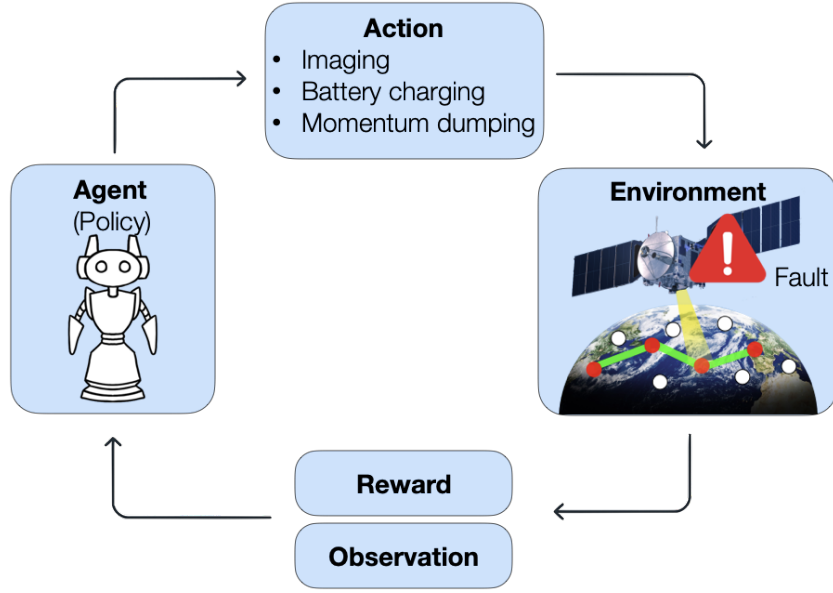 Action
• Imaging
• Battery charging
• Momentum dumping
Agent
(Policy)
Environment
!
Fault
Reward
Observation